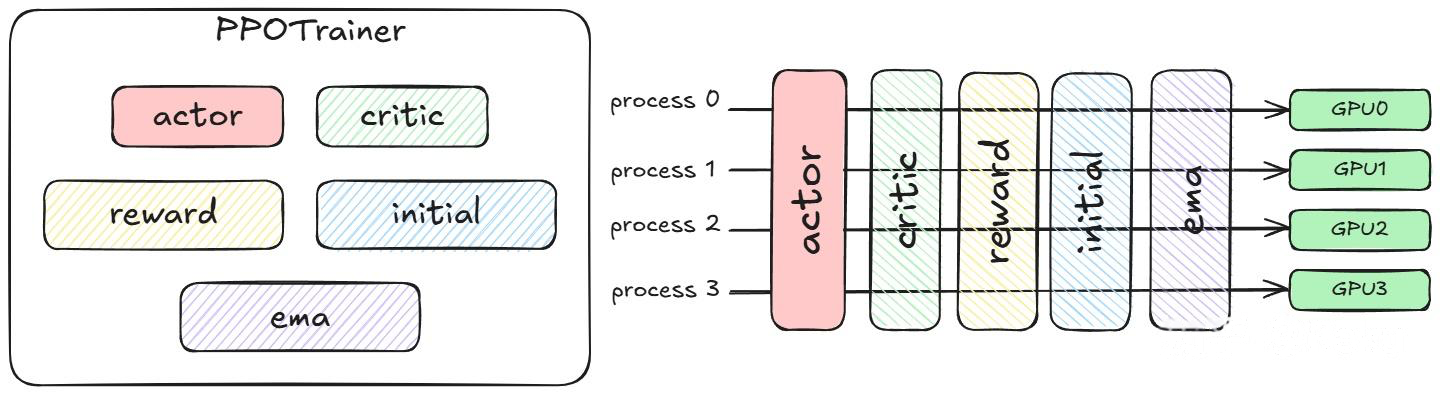 PPOTrainer
actor
critic
reward
initial
ema
process 0
process 1
process 2
process 3
actor
critic
reward
initial
ema
GPU0
GPU1
GPU2
GPU3